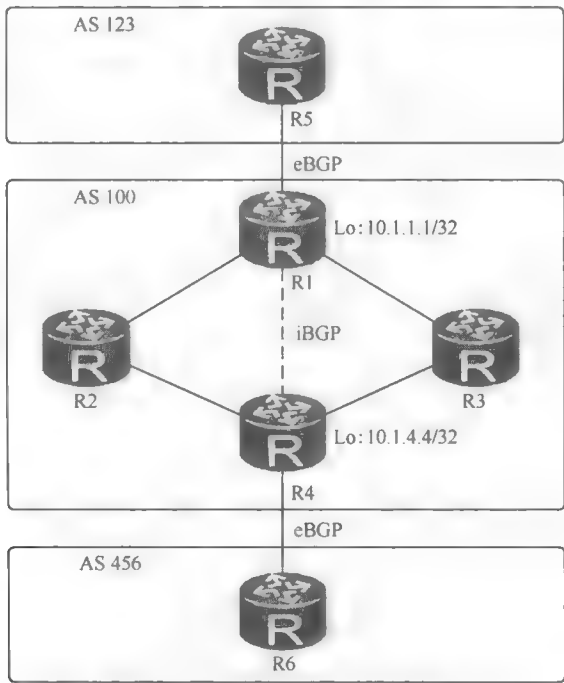 AS 123
R
R5
eBGP
AS 100
Lo:10.1.1.1/32
R
R1
iBGP
R
R2
R
R3
Lo:10.1.4.4/32
R
R4
eBGP
AS 456
R
R6